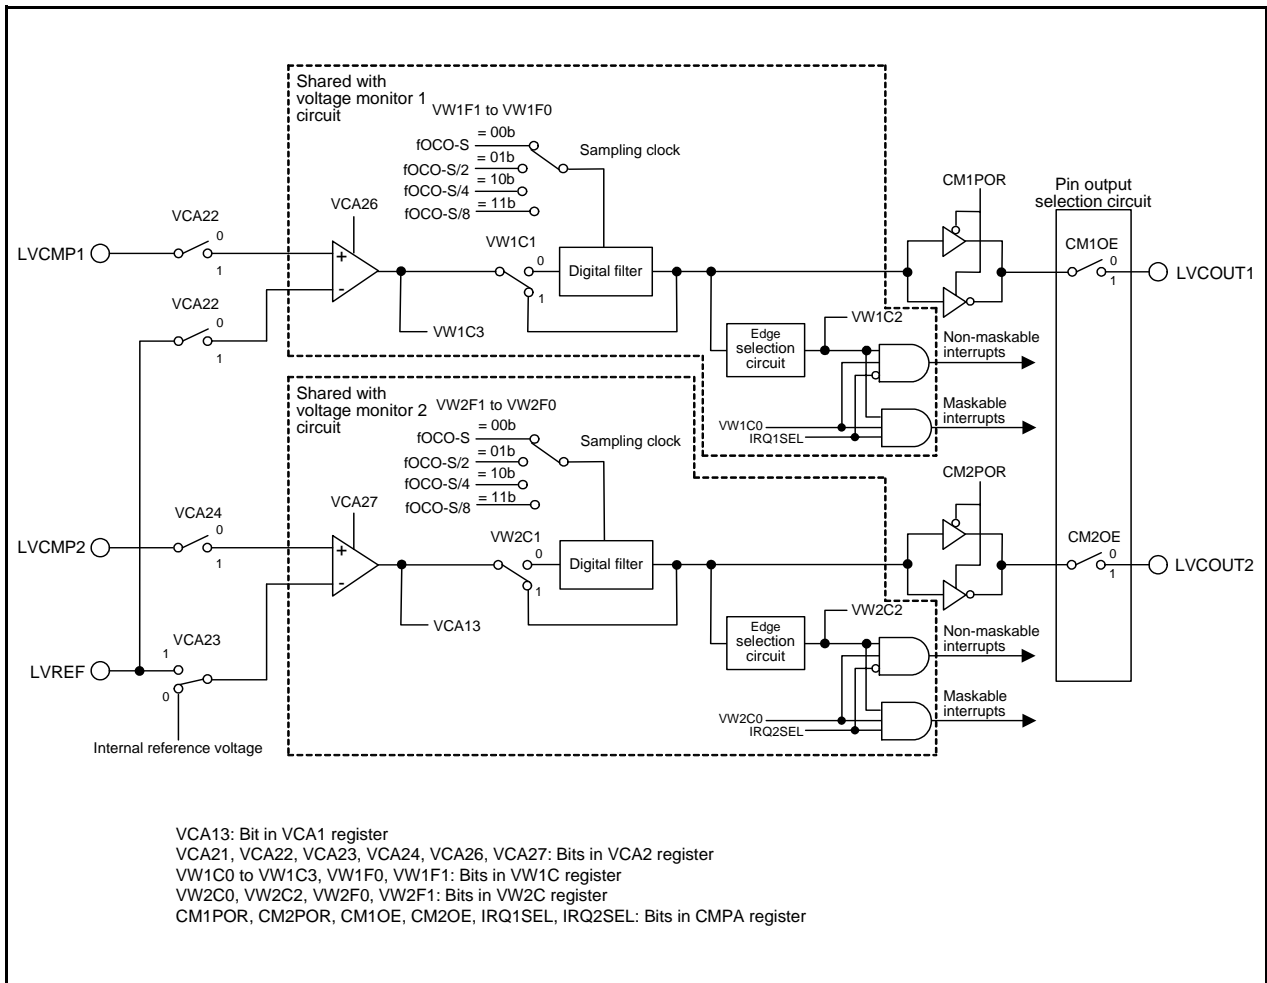 Shared with
voltage monitor 1
circuit
VW1F1 to VW1F0
= 00b
fOCO-S
= 01b
fOCO-S/2
= 10b
fOCO-S/4
= 11b
fOCO-S/8
Sampling clock
CM1POR
Pin output
selection circuit
VCA22
0
1
LVCMP1
VCA26
+
-
VW1C1
0
1
Digital filter
CM1OE
0
1
LVCOUT1
VCA22
0
1
VW1C3
VW1C2
Edge
selection
circuit
Non-maskable
interrupts
Maskable
interrupts
VW1C0
IRQ1SEL
Shared with
voltage monitor 2
circuit
VW2F1 to VW2F0
= 00b
fOCO-S
= 01b
fOCO-S/2
= 10b
fOCO-S/4
= 11b
fOCO-S/8
Sampling clock
CM2POR
VCA24
0
1
LVCMP2
VCA27
+
-
VW2C1
0
1
Digital filter
CM2OE
0
1
LVCOUT2
VCA13
VW2C2
Edge
selection
circuit
Non-maskable
interrupts
Maskable
interrupts
VW2C0
IRQ2SEL
VCA23
1
LVREF
0
Internal reference voltage
VCA13: Bit in VCA1 register
VCA21, VCA22, VCA23, VCA24, VCA26, VCA27: Bits in VCA2 register
VW1C0 to VW1C3, VW1F0, VW1F1: Bits in VW1C register
VW2C0, VW2C2, VW2F0, VW2F1: Bits in VW2C register
CM1POR, CM2POR, CM1OE, CM2OE, IRQ1SEL, IRQ2SEL: Bits in CMPA register